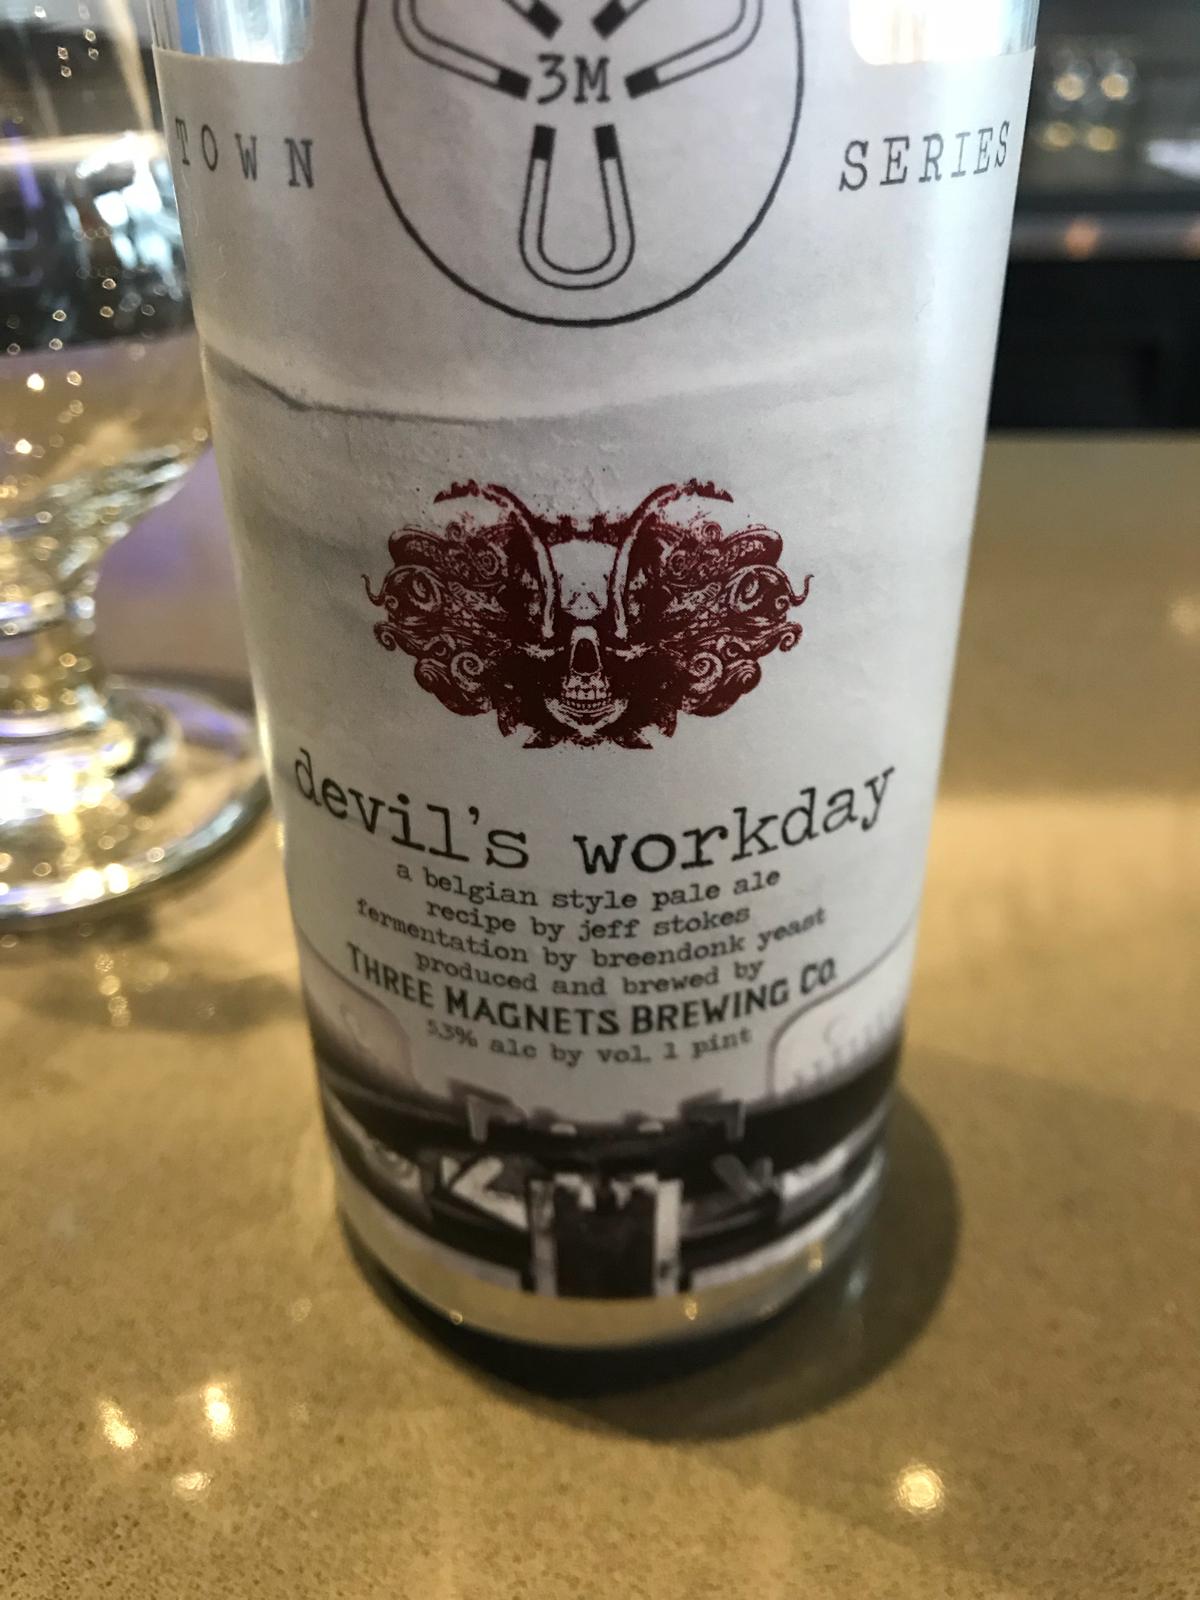 3M
TOWN SERIES
devil's workday
a belgian style pale ale
recipe by jeff stokes
fermentation by breendonk yeast
produced and brewed by
THREE MAGNETS BREWING CO.
5.3% alc by vol. 1 pint